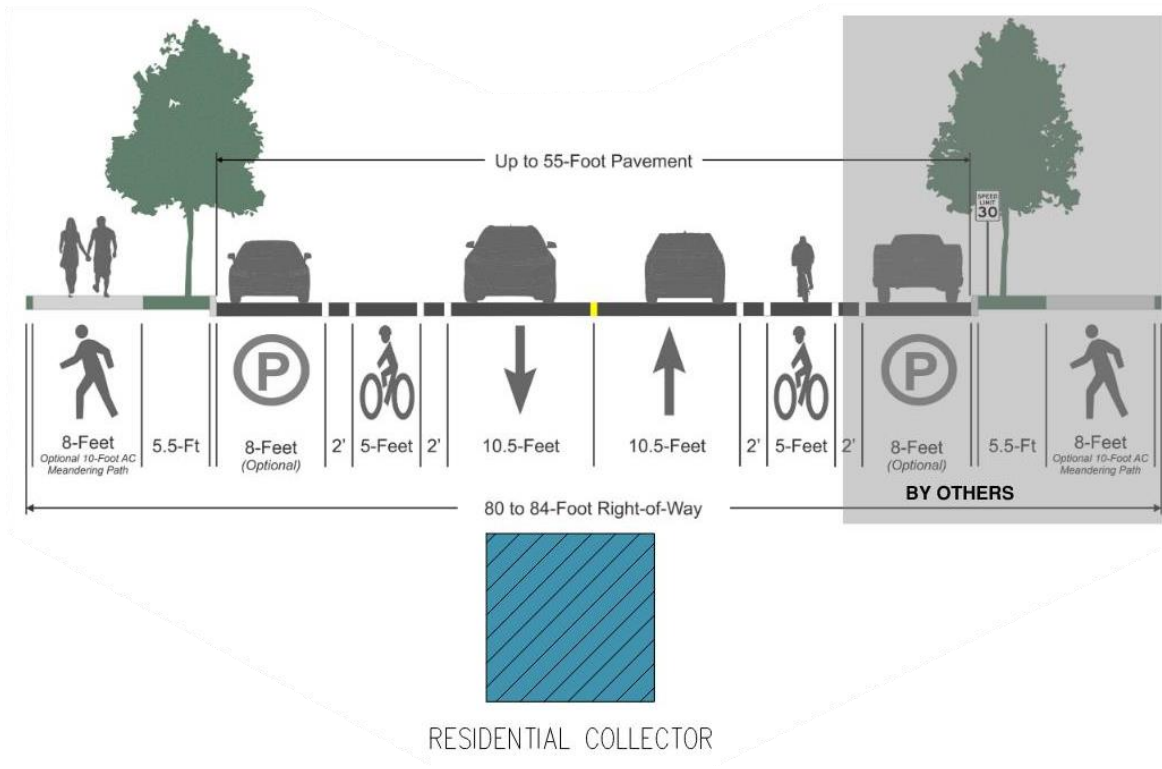 Up to 55-Foot Pavement
SPEED
LIMIT
30
P
P
8-Feet
Optional 10-Foot AC
Meandering Path
5.5-Ft
8-Feet
(Optional)
2'
5-Feet
2'
10.5-Feet
10.5-Feet
2'
5-Feet
2'
8-Feet
(Optional)
5.5-Ft
8-Feet
Optional 10-Foot AC
Meandering Path
BY OTHERS
80 to 84-Foot Right-of-Way
RESIDENTIAL COLLECTOR